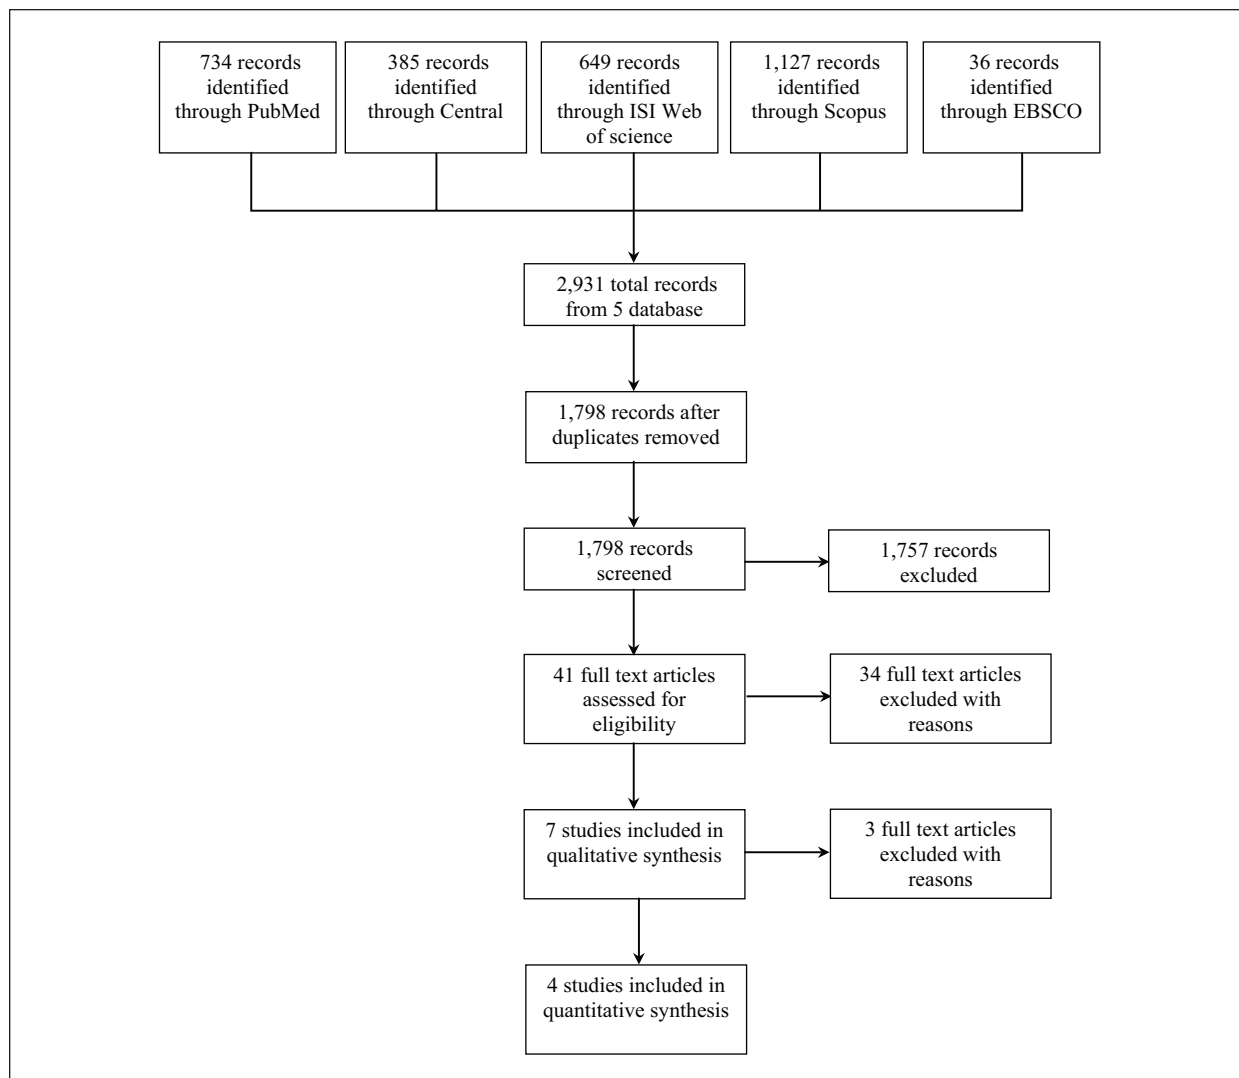 734 records
identified
through PubMed
385 records
identified
through Central
649 records
identified
through ISI Web
of science
1,127 records
identified
through Scopus
36 records
identified
through EBSCO
2,931 total records
from 5 database
1,798 records after
duplicates removed
1,798 records
screened
1,757 records
excluded
41 full text articles
assessed for
eligibility
34 full text articles
excluded with
reasons
7 studies included in
qualitative synthesis
3 full text articles
excluded with
reasons
4 studies included in
quantitative synthesis